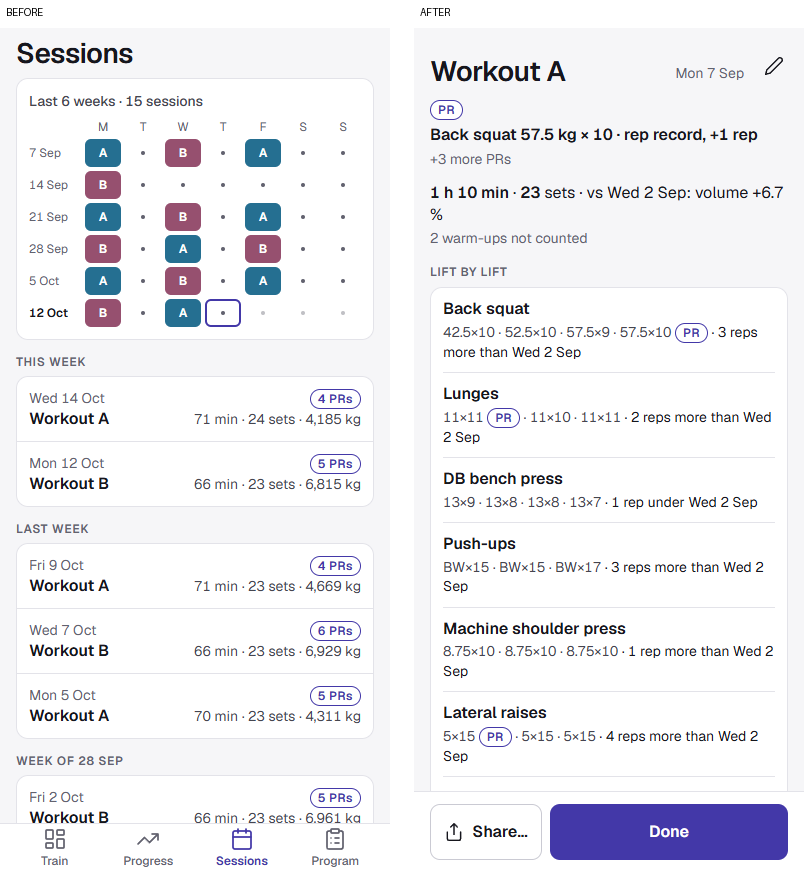 BEFORE
Sessions
Last 6 weeks · 15 sessions
M T W T F S S
7 Sep A · B · A · ·
14 Sep B · · · · · ·
21 Sep A · B · A · ·
28 Sep B · A · B · ·
5 Oct A · B · A · ·
12 Oct B · A · · · ·
THIS WEEK
Wed 14 Oct 4 PRs
Workout A 71 min · 24 sets · 4,185 kg
Mon 12 Oct 5 PRs
Workout B 66 min · 23 sets · 6,815 kg
LAST WEEK
Fri 9 Oct 4 PRs
Workout A 71 min · 23 sets · 4,669 kg
Wed 7 Oct 6 PRs
Workout B 66 min · 23 sets · 6,929 kg
Mon 5 Oct 5 PRs
Workout A 70 min · 23 sets · 4,311 kg
WEEK OF 28 SEP
Fri 2 Oct 5 PRs
Workout B 66 min · 23 sets · 6,961 kg
Train Progress Sessions Program
AFTER
Workout A Mon 7 Sep
PR
Back squat 57.5 kg × 10 · rep record, +1 rep
+3 more PRs
1 h 10 min · 23 sets · vs Wed 2 Sep: volume +6.7
%
2 warm-ups not counted
LIFT BY LIFT
Back squat
42.5×10 · 52.5×10 · 57.5×9 · 57.5×10 PR · 3 reps
more than Wed 2 Sep
Lunges
11×11 PR · 11×10 · 11×11 · 2 reps more than Wed
2 Sep
DB bench press
13×9 · 13×8 · 13×8 · 13×7 · 1 rep under Wed 2 Sep
Push-ups
BW×15 · BW×15 · BW×17 · 3 reps more than Wed 2
Sep
Machine shoulder press
8.75×10 · 8.75×10 · 8.75×10 · 1 rep more than Wed 2
Sep
Lateral raises
5×15 PR · 5×15 · 5×15 · 4 reps more than Wed 2
Sep
Share… Done